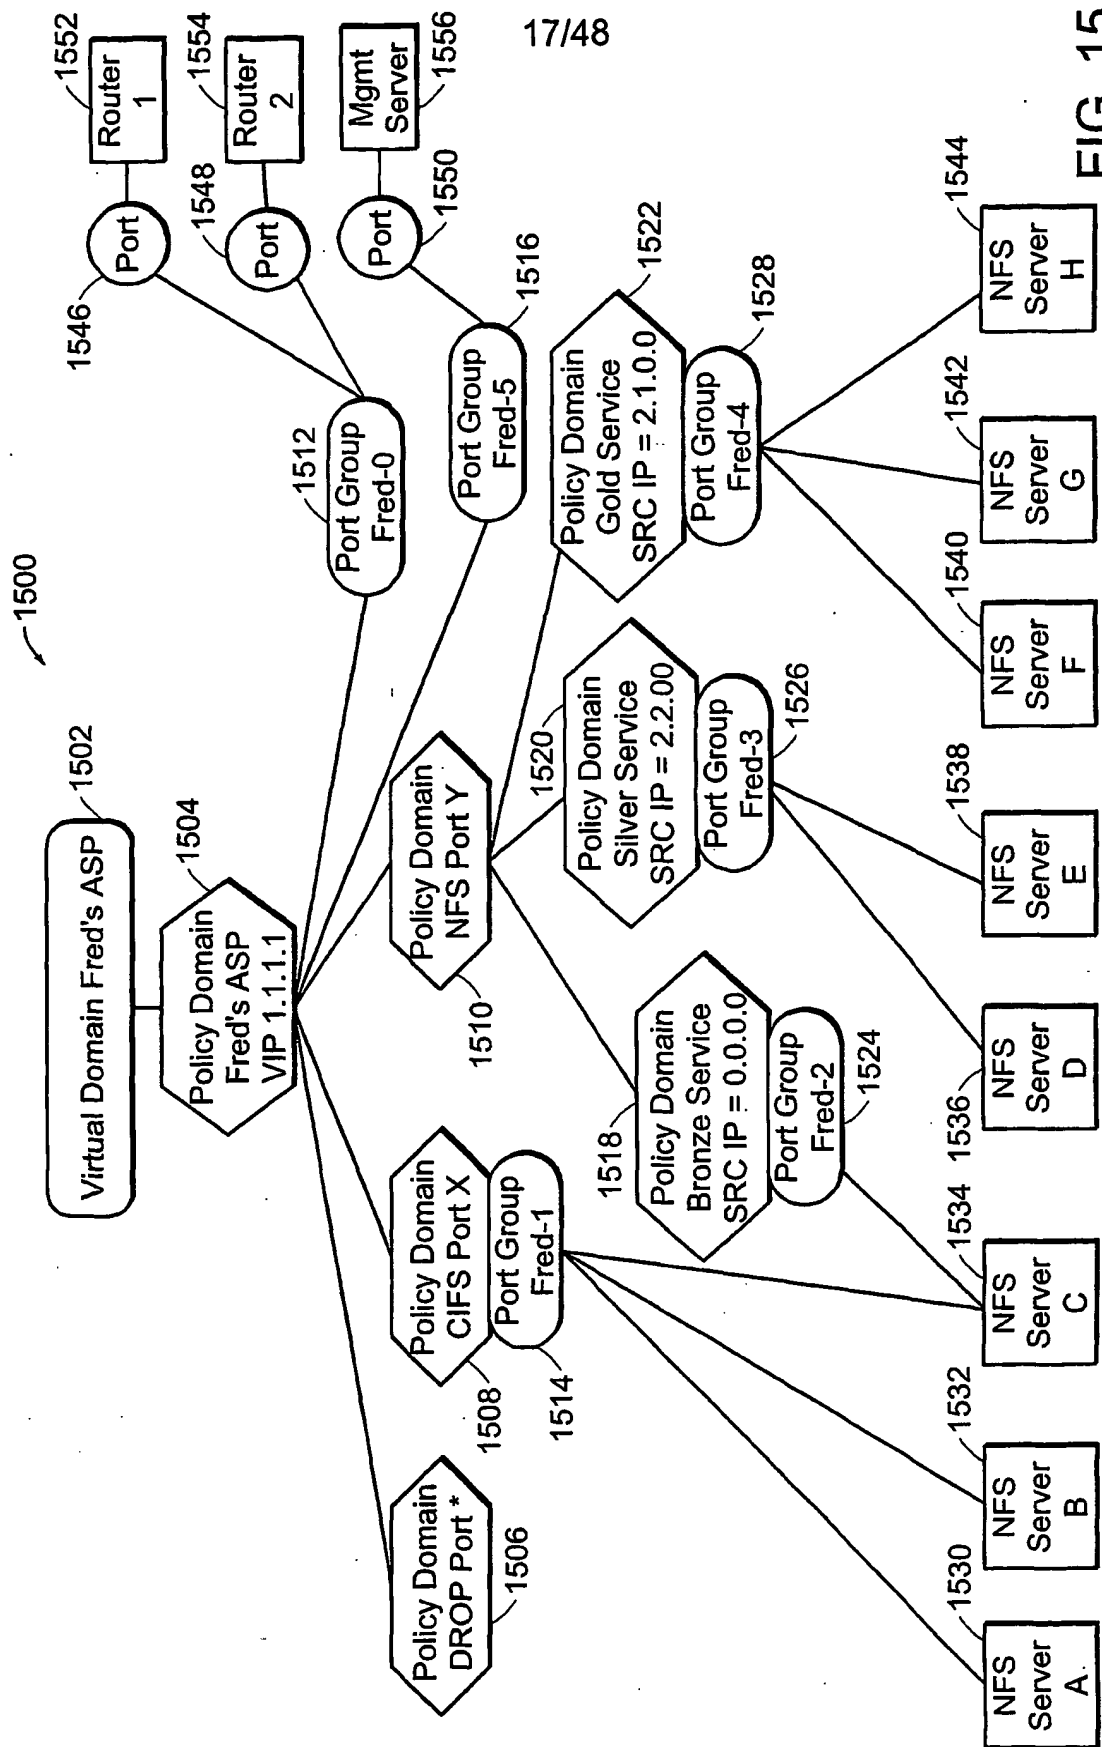 17/48
1500
Virtual Domain Fred's ASP
1502
Policy Domain
Fred's ASP
VIP 1.1.1.1
1504
Policy Domain
DROP Port *
1506
Policy Domain
CIFS Port X
1508
Port Group
Fred-1
1514
Policy Domain
NFS Port Y
1510
Port Group
Fred-0
1512
Port Group
Fred-5
1516
Port
1546
Port
1548
Port
1550
Router
1
1552
Router
2
1554
Mgmt
Server
1556
Policy Domain
Bronze Service
SRC IP = 0.0.0.0
1518
Port Group
Fred-2
1524
Policy Domain
Silver Service
SRC IP = 2.2.00
1520
Port Group
Fred-3
1526
Policy Domain
Gold Service
SRC IP = 2.1.0.0
1522
Port Group
Fred-4
1528
NFS
Server
A
1530
NFS
Server
B
1532
NFS
Server
C
1534
NFS
Server
D
1536
NFS
Server
E
1538
NFS
Server
F
1540
NFS
Server
G
1542
NFS
Server
H
1544
FIG. 15